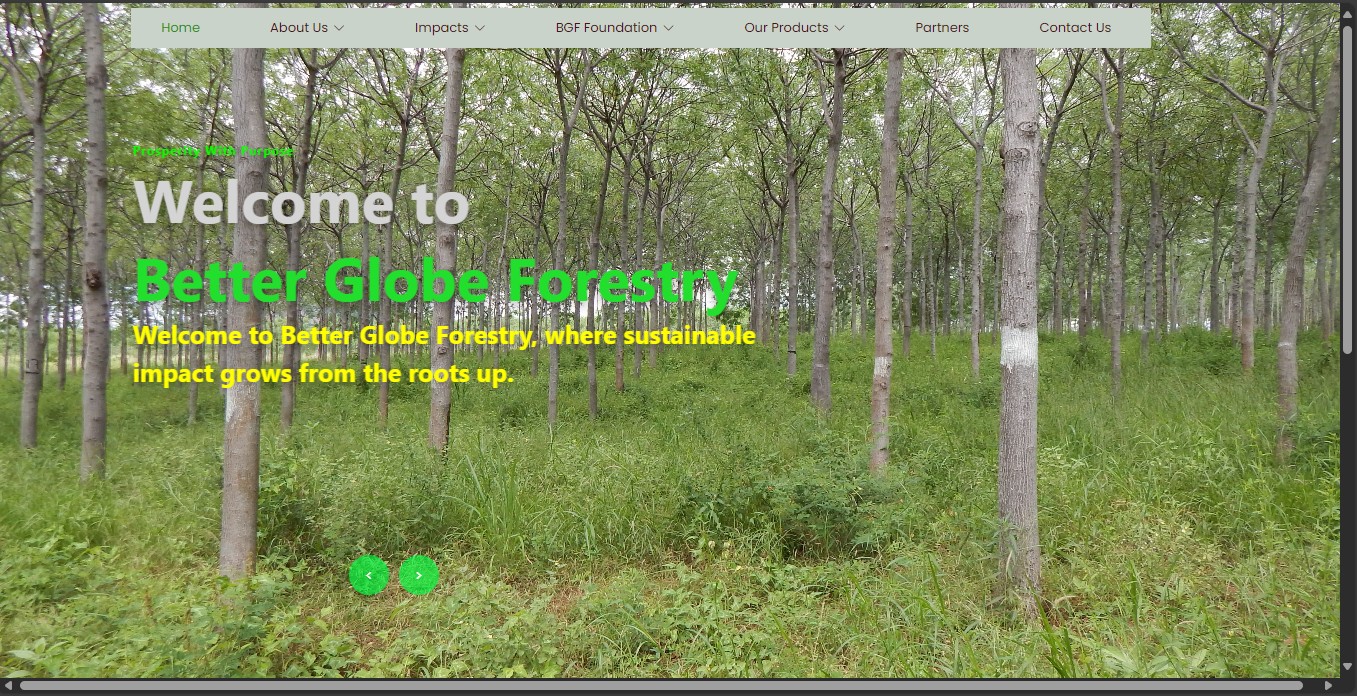 Home About Us Impacts BGF Foundation Our Products Partners Contact Us
Prosperity With Purpose
Welcome to
Better Globe Forestry
Welcome to Better Globe Forestry, where sustainable
impact grows from the roots up.
< >